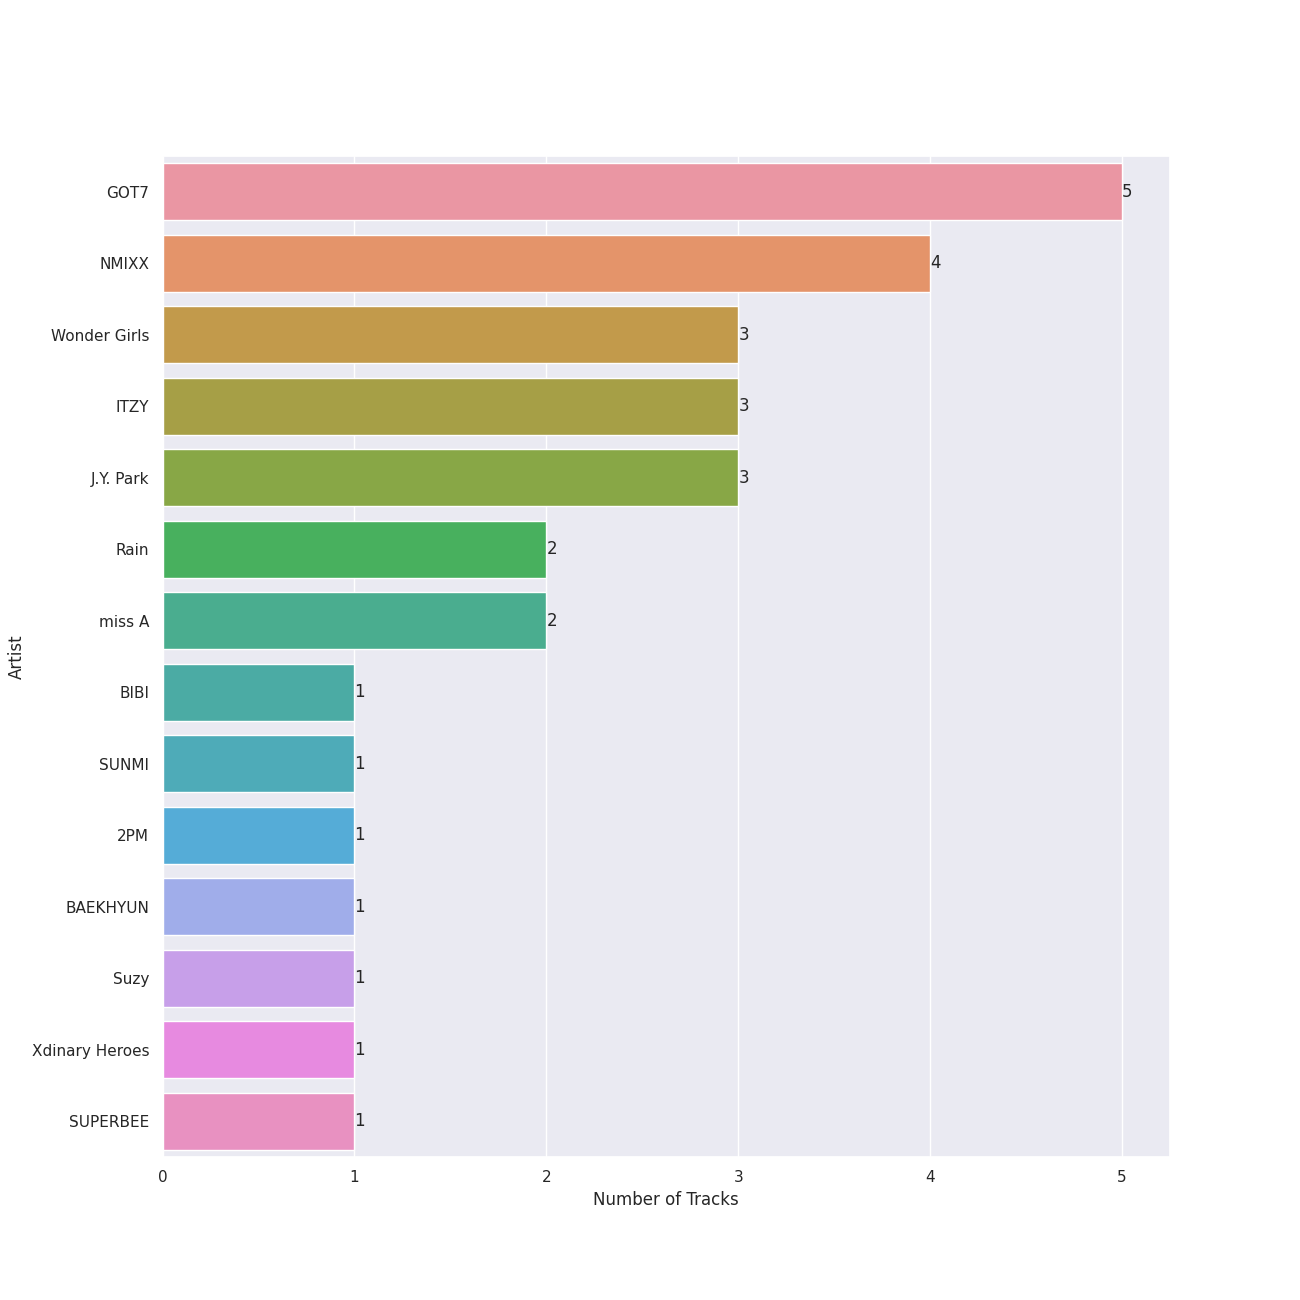 GOT7 5
NMIXX 4
Wonder Girls 3
ITZY 3
J.Y. Park 3
Rain 2
miss A 2
BIBI 1
SUNMI 1
2PM 1
BAEKHYUN 1
Suzy 1
Xdinary Heroes 1
SUPERBEE 1
Artist
0 1 2 3 4 5
Number of Tracks